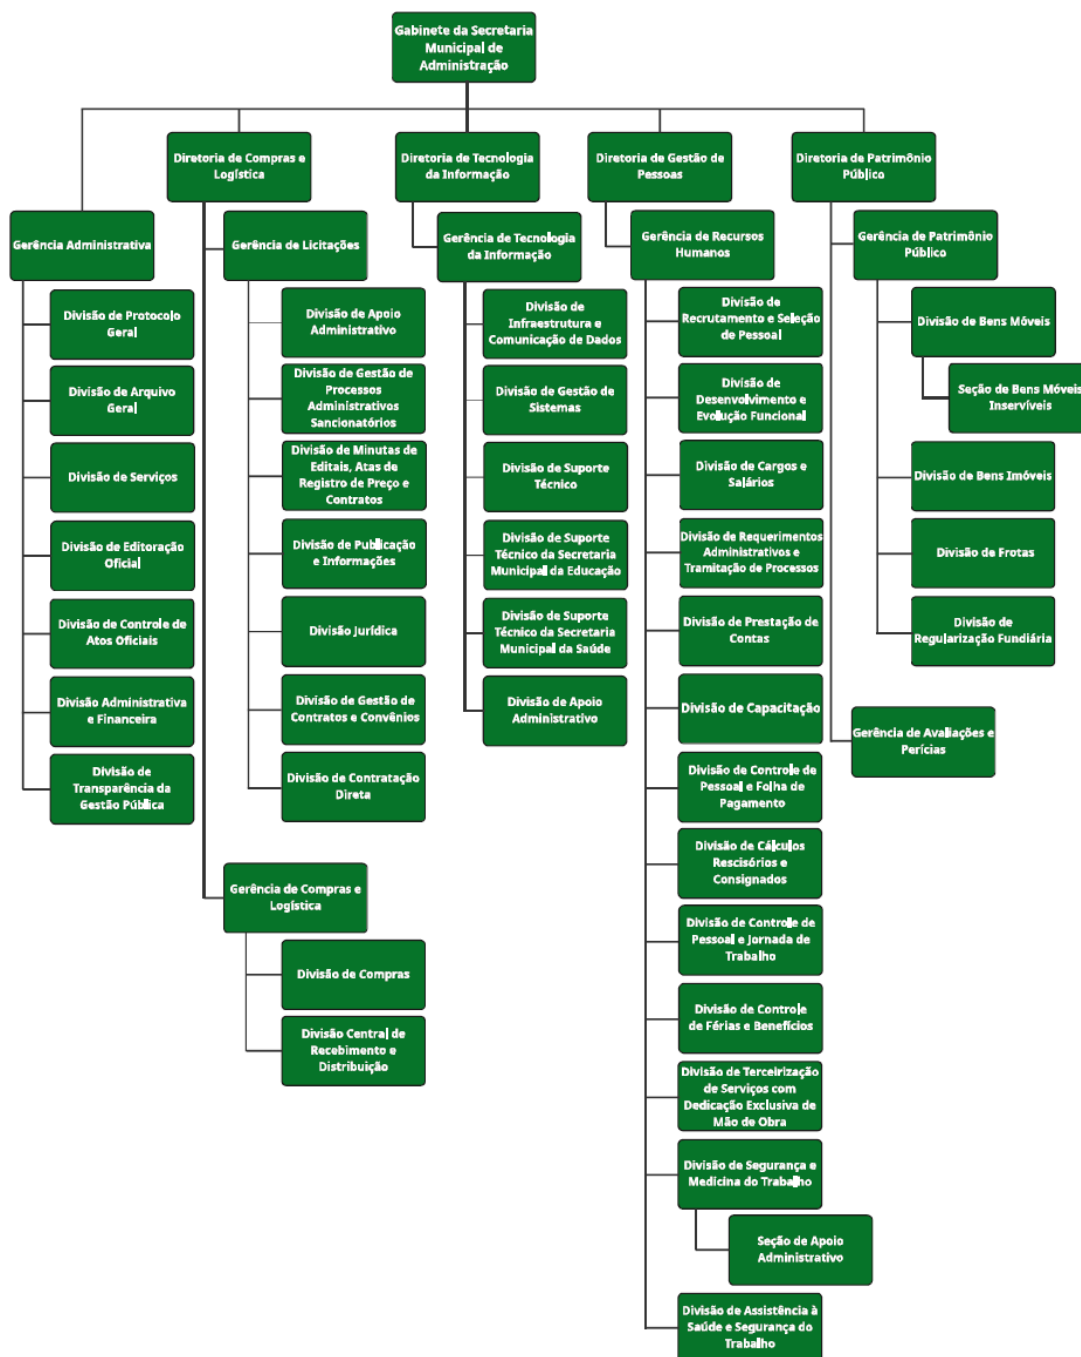 Gabinete da Secretaria
Municipal de
Administração
Diretoria de Compras e
Logística
Diretoria de Tecnologia
da Informação
Diretoria de Gestão de
Pessoas
Diretoria de Patrimônio
Público
Gerência Administrativa
Divisão de Protocolo
Geral
Divisão de Arquivo
Geral
Divisão de Serviços
Divisão de Editoração
Oficial
Divisão de Controle de
Atos Oficiais
Divisão Administrativa
e Financeira
Divisão de
Transparência da
Gestão Pública
Gerência de Licitações
Divisão de Apoio
Administrativo
Divisão de Gestão de
Processos
Administrativos
Sancionatórios
Divisão de Minutas de
Editais, Atas de
Registro de Preço e
Contratos
Divisão de Publicação
e Informações
Divisão Jurídica
Divisão de Gestão de
Contratos e Convênios
Divisão de Contratação
Direta
Gerência de Compras e
Logística
Divisão de Compras
Divisão Central de
Recebimento e
Distribuição
Gerência de Tecnologia
da Informação
Divisão de
Infraestrutura e
Comunicação de Dados
Divisão de Gestão de
Sistemas
Divisão de Suporte
Técnico
Divisão de Suporte
Técnico da Secretaria
Municipal da Educação
Divisão de Suporte
Técnico da Secretaria
Municipal da Saúde
Divisão de Apoio
Administrativo
Gerência de Recursos
Humanos
Divisão de
Recrutamento e Seleção
de Pessoal
Divisão de
Desenvolvimento e
Evolução Funcional
Divisão de Cargos e
Salários
Divisão de Requerimentos
Administrativos e
Tramitação de Processos
Divisão de Prestação de
Contas
Divisão de Capacitação
Divisão de Controle de
Pessoal e Folha de
Pagamento
Divisão de Cálculos
Rescisórios e
Consignados
Divisão de Controle de
Pessoal e Jornada de
Trabalho
Divisão de Controle
de Férias e Benefícios
Divisão de Terceirização
de Serviços com
Dedicação Exclusiva de
Mão de Obra
Divisão de Segurança e
Medicina do Trabalho
Seção de Apoio
Administrativo
Divisão de Assistência à
Saúde e Segurança do
Trabalho
Gerência de Patrimônio
Público
Divisão de Bens Móveis
Seção de Bens Móveis
Inservíveis
Divisão de Bens Imóveis
Divisão de Frotas
Divisão de
Regularização Fundiária
Gerência de Avaliações e
Perícias